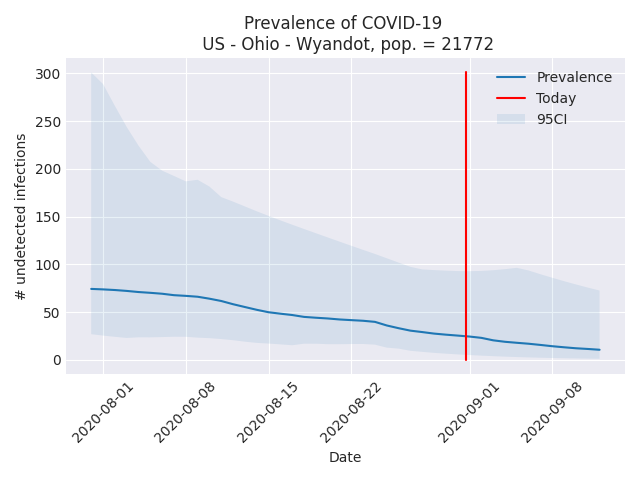 Prevalence of COVID-19
US - Ohio - Wyandot, pop. = 21772
Prevalence
Today
95CI
# undetected infections
300
250
200
150
100
50
0
2020-08-01
2020-08-08
2020-08-15
2020-08-22
2020-09-01
2020-09-08
Date